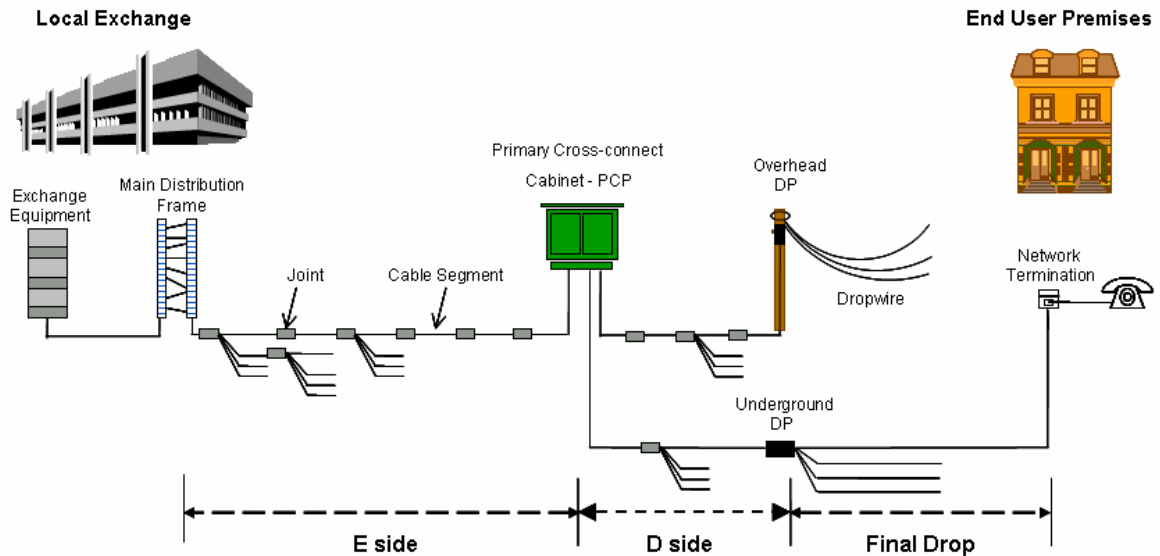 Local Exchange
End User Premises
Primary Cross-connect
Cabinet - PCP
Overhead
DP
Exchange
Equipment
Main Distribution
Frame
Joint
Cable Segment
Dropwire
Network
Termination
Underground
DP
E side
D side
Final Drop